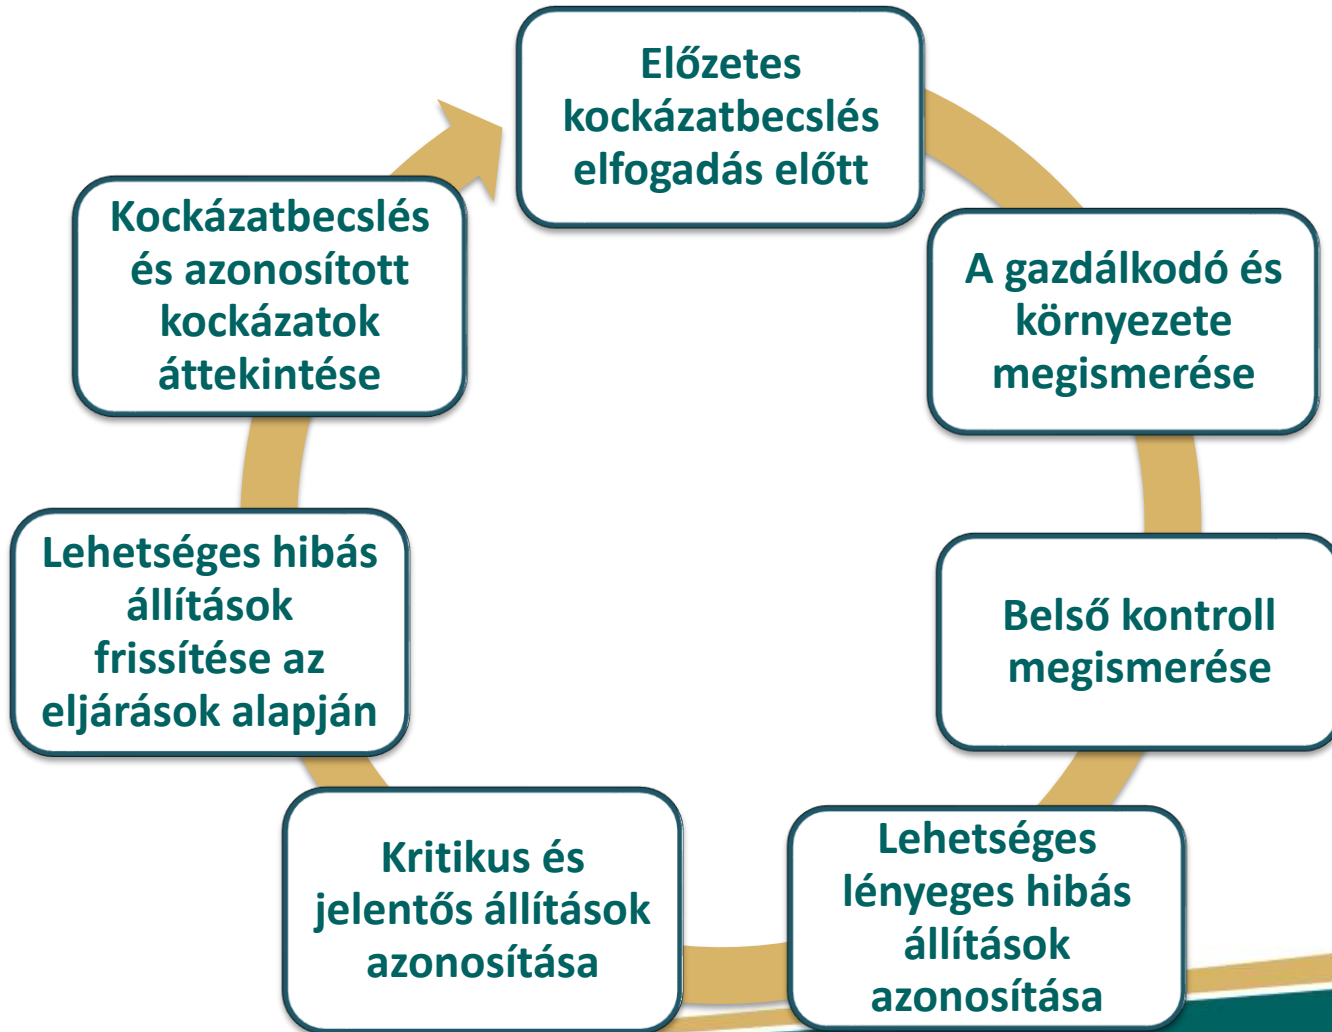 Előzetes
kockázatbecslés
elfogadás előtt
A gazdálkodó és
környezete
megismerése
Belső kontroll
megismerése
Lehetséges
lényeges hibás
állítások
azonosítása
Kritikus és
jelentős állítások
azonosítása
Lehetséges hibás
állítások
frissítése az
eljárások alapján
Kockázatbecslés
és azonosított
kockázatok
áttekintése